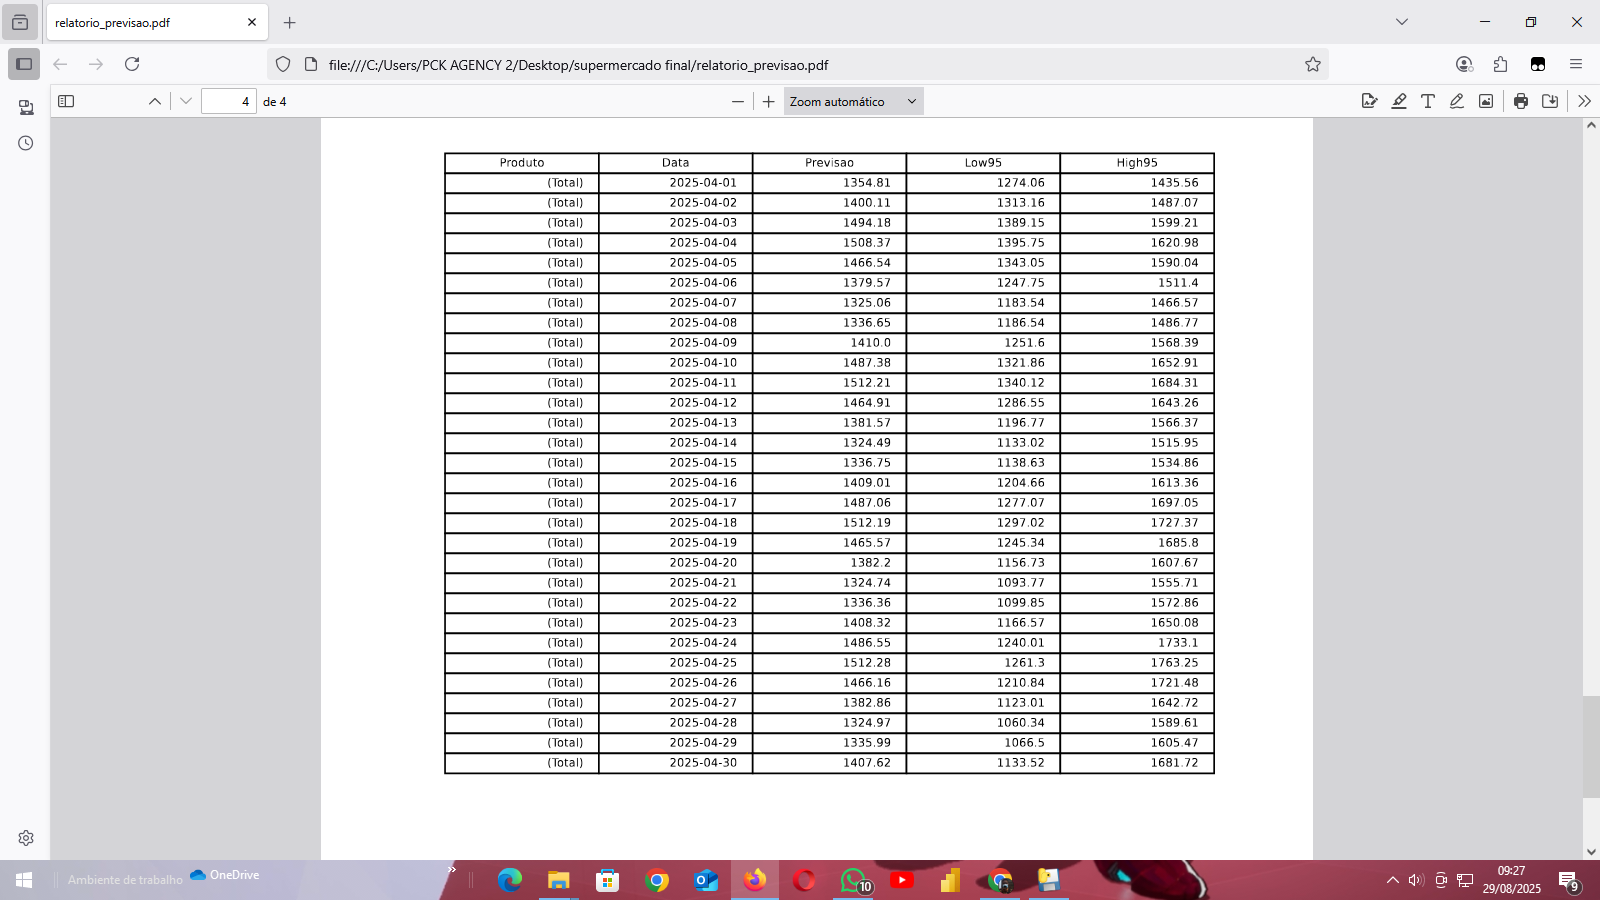 relatorio_previsao.pdf
file:///C:/Users/PCK AGENCY 2/Desktop/supermercado final/relatorio_previsao.pdf
4 de 4 Zoom automático
Produto Data Previsao Low95 High95
(Total) 2025-04-01 1354.81 1274.06 1435.56
(Total) 2025-04-02 1400.11 1313.16 1487.07
(Total) 2025-04-03 1494.18 1389.15 1599.21
(Total) 2025-04-04 1508.37 1395.75 1620.98
(Total) 2025-04-05 1466.54 1343.05 1590.04
(Total) 2025-04-06 1379.57 1247.75 1511.4
(Total) 2025-04-07 1325.06 1183.54 1466.57
(Total) 2025-04-08 1336.65 1186.54 1486.77
(Total) 2025-04-09 1410.0 1251.6 1568.39
(Total) 2025-04-10 1487.38 1321.86 1652.91
(Total) 2025-04-11 1512.21 1340.12 1684.31
(Total) 2025-04-12 1464.91 1286.55 1643.26
(Total) 2025-04-13 1381.57 1196.77 1566.37
(Total) 2025-04-14 1324.49 1133.02 1515.95
(Total) 2025-04-15 1336.75 1138.63 1534.86
(Total) 2025-04-16 1409.01 1204.66 1613.36
(Total) 2025-04-17 1487.06 1277.07 1697.05
(Total) 2025-04-18 1512.19 1297.02 1727.37
(Total) 2025-04-19 1465.57 1245.34 1685.8
(Total) 2025-04-20 1382.2 1156.73 1607.67
(Total) 2025-04-21 1324.74 1093.77 1555.71
(Total) 2025-04-22 1336.36 1099.85 1572.86
(Total) 2025-04-23 1408.32 1166.57 1650.08
(Total) 2025-04-24 1486.55 1240.01 1733.1
(Total) 2025-04-25 1512.28 1261.3 1763.25
(Total) 2025-04-26 1466.16 1210.84 1721.48
(Total) 2025-04-27 1382.86 1123.01 1642.72
(Total) 2025-04-28 1324.97 1060.34 1589.61
(Total) 2025-04-29 1335.99 1066.5 1605.47
(Total) 2025-04-30 1407.62 1133.52 1681.72
Ambiente de trabalho OneDrive 10 09:27
29/08/2025 9